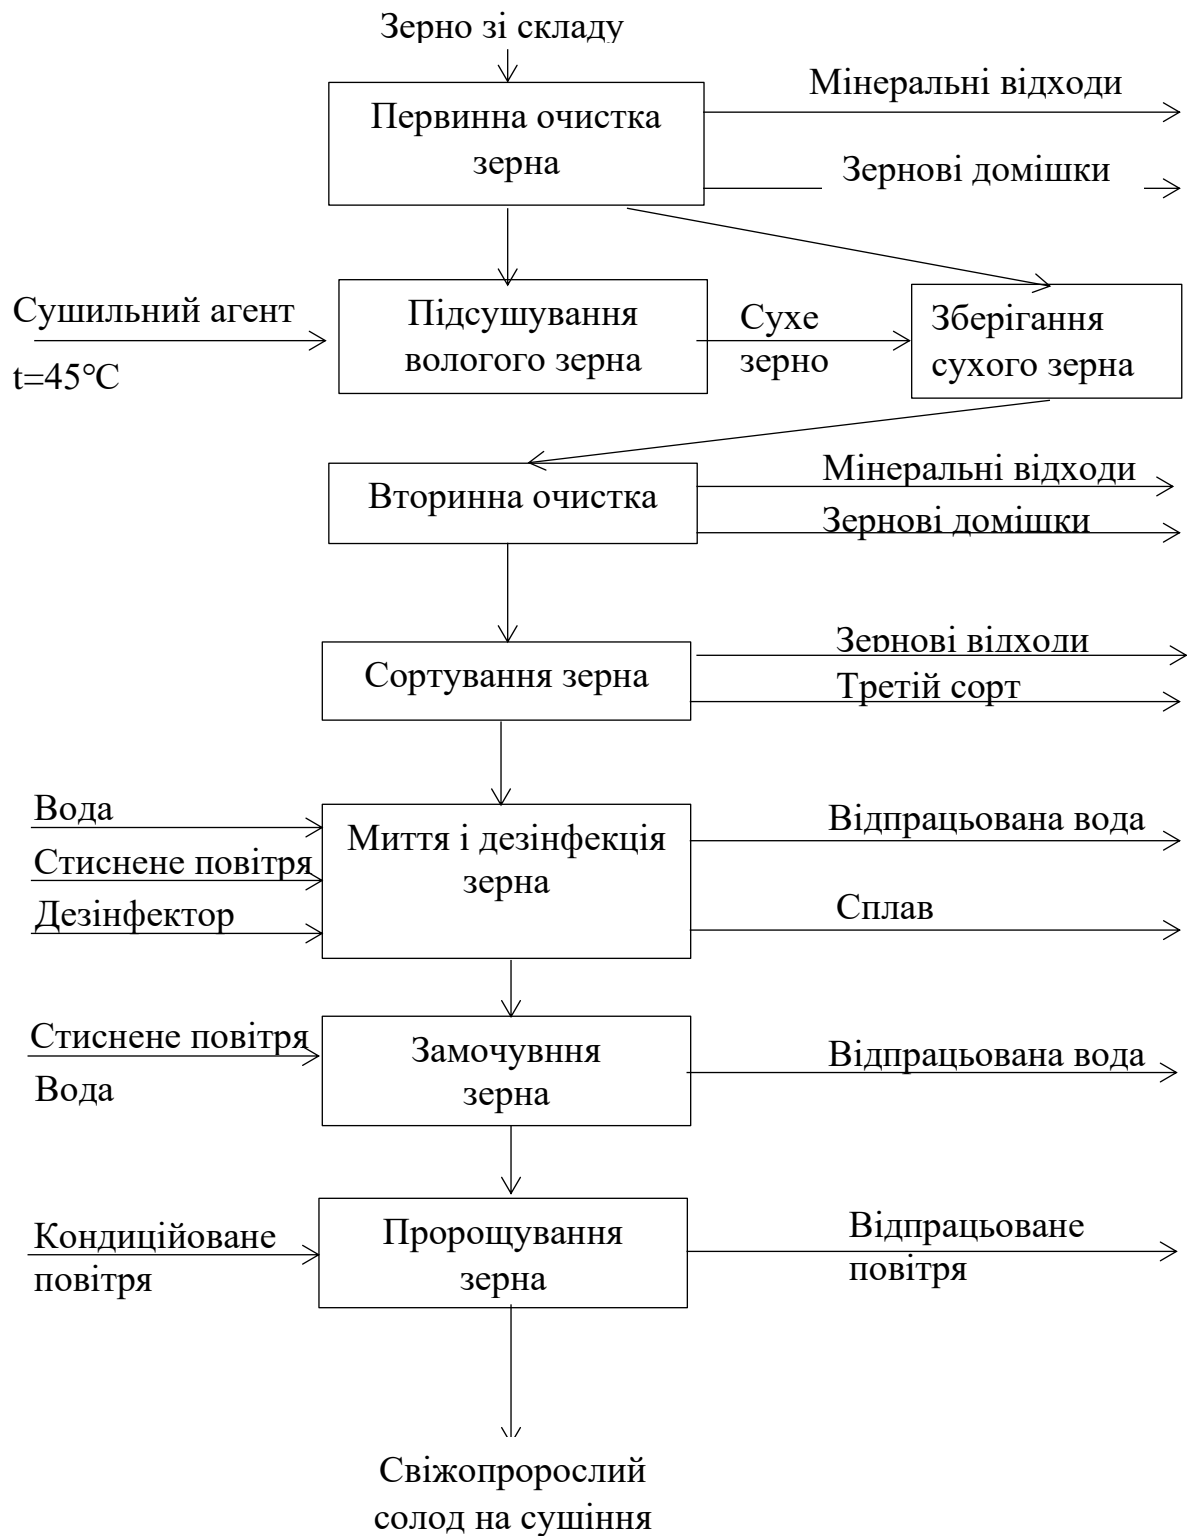 Зерно зі складу
Мінеральні відходи
Первинна очистка
зерна
Зернові домішки
Сушильний агент
t=45°C
Підсушування
вологого зерна
Сухе
зерно
Зберігання
сухого зерна
Вторинна очистка
Мінеральні відходи
Зернові домішки
Сортування зерна
Зернові відходи
Третій сорт
Вода
Стиснене повітря
Дезінфектор
Миття і дезінфекція
зерна
Відпрацьована вода
Сплав
Стиснене повітря
Вода
Замочувння
зерна
Відпрацьована вода
Кондиційоване
повітря
Пророщування
зерна
Відпрацьоване
повітря
Свіжопророслий
солод на сушіння